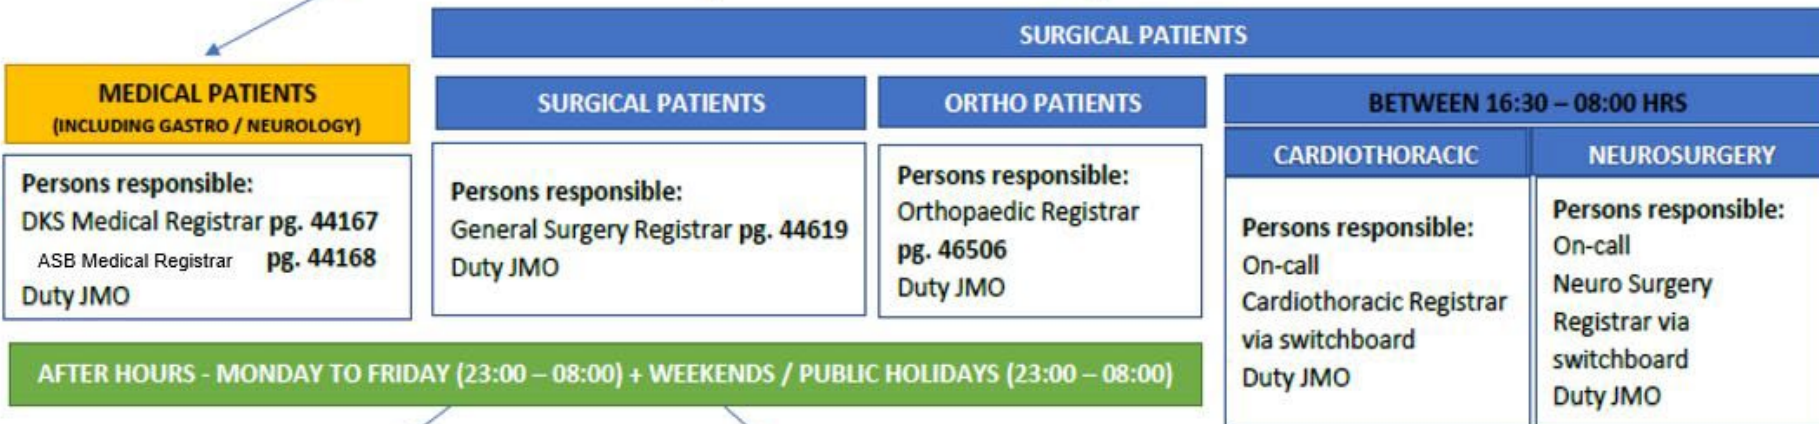 SURGICAL PATIENTS
MEDICAL PATIENTS
(INCLUDING GASTRO / NEUROLOGY)
Persons responsible:
DKS Medical Registrar pg. 44167
ASB Medical Registrar pg. 44168
Duty JMO
SURGICAL PATIENTS
Persons responsible:
General Surgery Registrar pg. 44619
Duty JMO
ORTHO PATIENTS
Persons responsible:
Orthopaedic Registrar
pg. 46506
Duty JMO
BETWEEN 16:30 – 08:00 HRS
CARDIOTHORACIC
Persons responsible:
On-call
Cardiothoracic Registrar
via switchboard
Duty JMO
NEUROSURGERY
Persons responsible:
On-call
Neuro Surgery
Registrar via
switchboard
Duty JMO
AFTER HOURS - MONDAY TO FRIDAY (23:00 – 08:00) + WEEKENDS / PUBLIC HOLIDAYS (23:00 – 08:00)